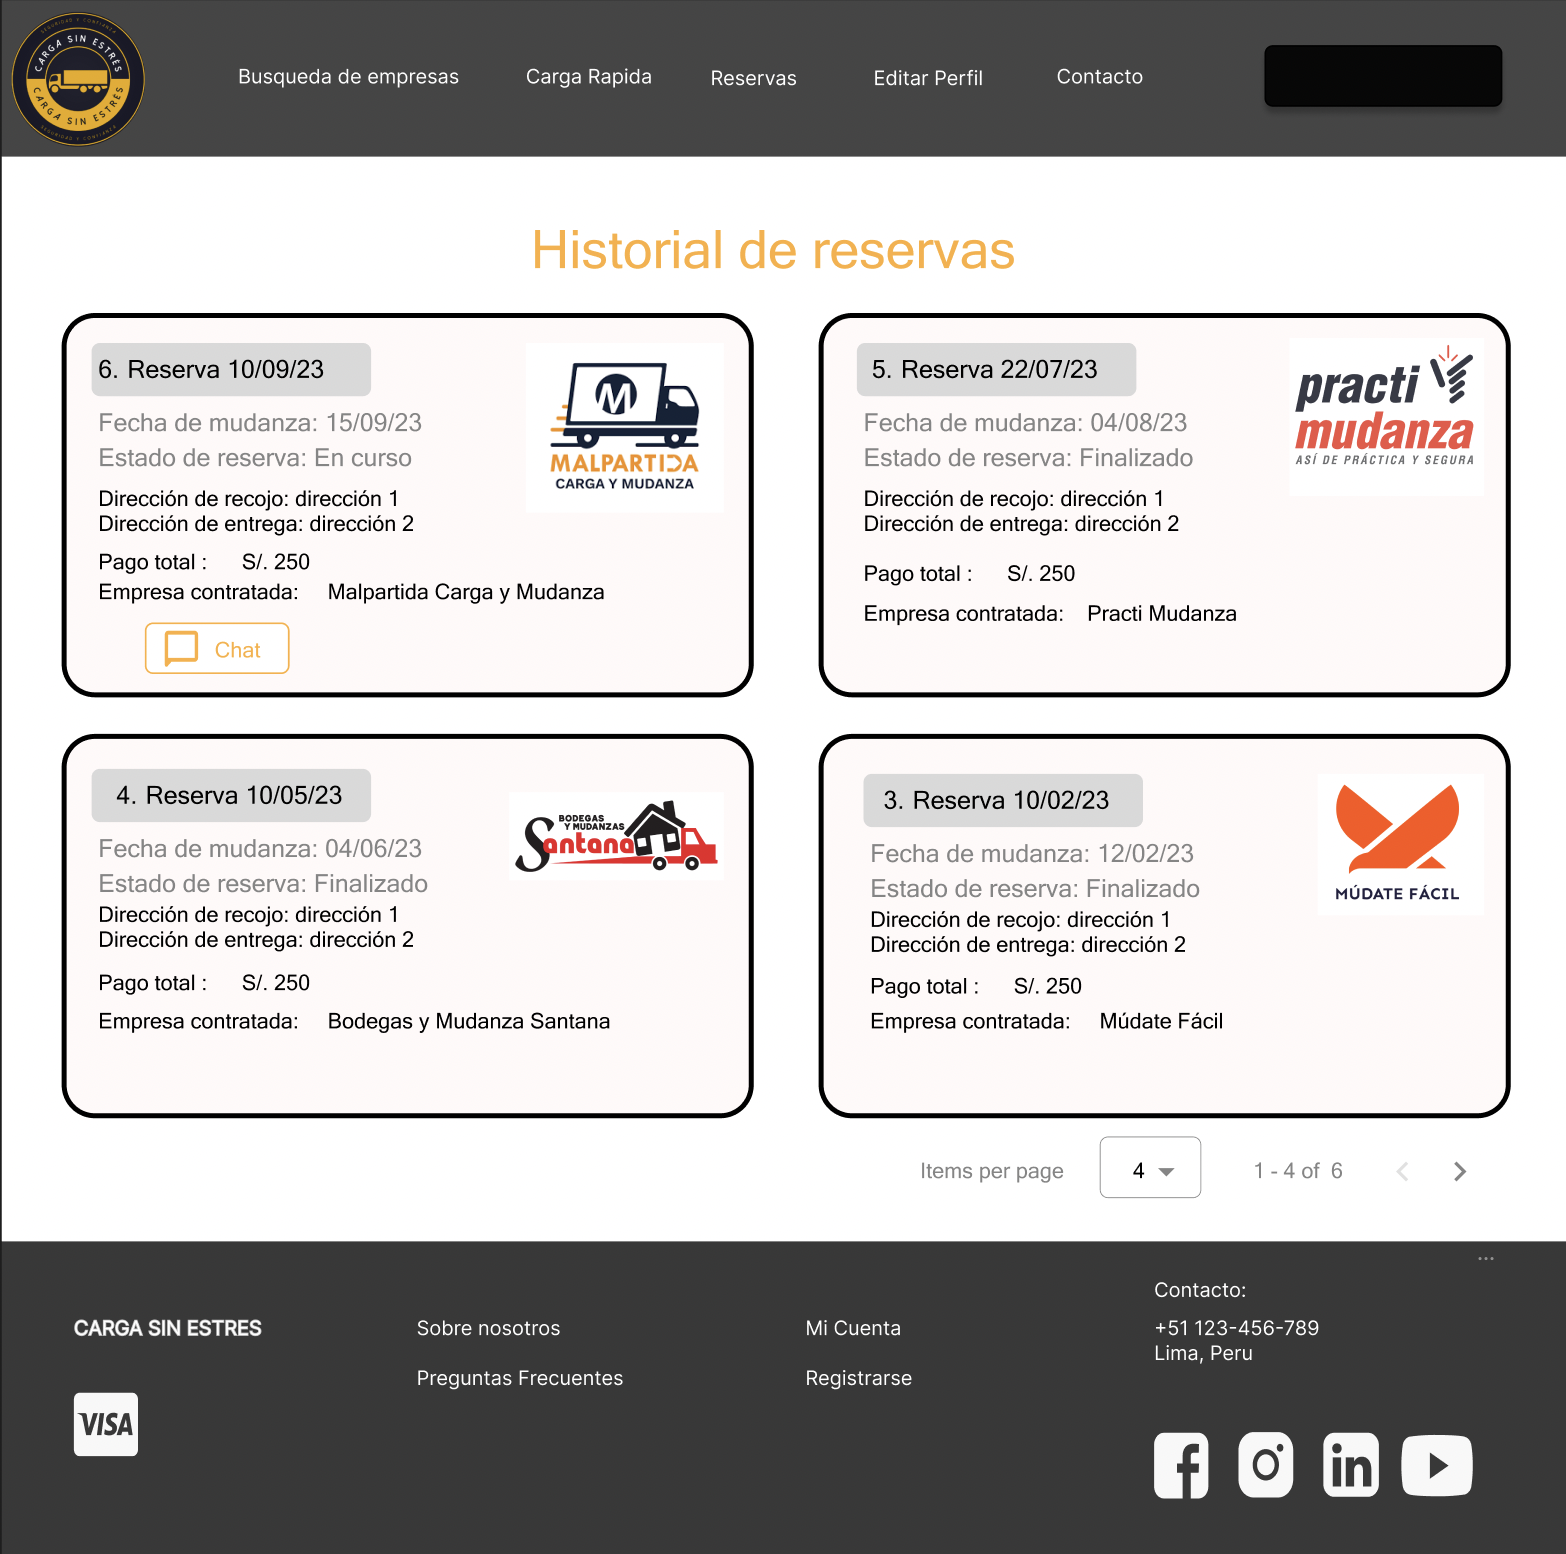 SEGURIDAD Y CONFIANZA
CARGA SIN ESTRÉS
CARGA SIN ESTRÉS
SEGURIDAD Y CONFIANZA
Busqueda de empresas
Carga Rapida
Reservas
Editar Perfil
Contacto
Historial de reservas
6. Reserva 10/09/23
Fecha de mudanza: 15/09/23
Estado de reserva: En curso
Dirección de recojo: dirección 1
Dirección de entrega: dirección 2
Pago total : S/. 250
Empresa contratada: Malpartida Carga y Mudanza
Chat
M
MALPARTIDA
CARGA Y MUDANZA
5. Reserva 22/07/23
Fecha de mudanza: 04/08/23
Estado de reserva: Finalizado
Dirección de recojo: dirección 1
Dirección de entrega: dirección 2
Pago total : S/. 250
Empresa contratada: Practi Mudanza
practi
mudanza
ASÍ DE PRÁCTICA Y SEGURA
4. Reserva 10/05/23
Fecha de mudanza: 04/06/23
Estado de reserva: Finalizado
Dirección de recojo: dirección 1
Dirección de entrega: dirección 2
Pago total : S/. 250
Empresa contratada: Bodegas y Mudanza Santana
BODEGAS
Y MUDANZAS
Santana
3. Reserva 10/02/23
Fecha de mudanza: 12/02/23
Estado de reserva: Finalizado
Dirección de recojo: dirección 1
Dirección de entrega: dirección 2
Pago total : S/. 250
Empresa contratada: Múdate Fácil
MÚDATE FÁCIL
Items per page
4
1 - 4 of 6
...
CARGA SIN ESTRES
VISA
Sobre nosotros
Preguntas Frecuentes
Mi Cuenta
Registrarse
Contacto:
+51 123-456-789
Lima, Peru